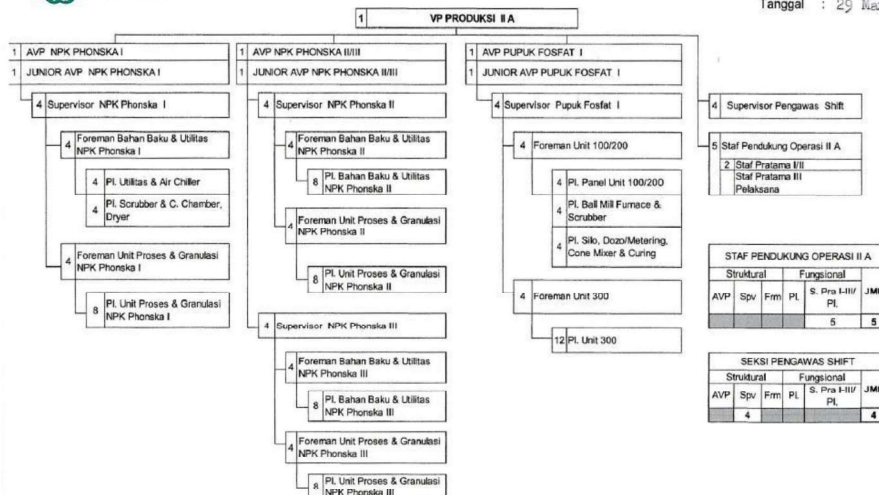 Tanggal : 29 Mar
1 VP PRODUKSI II A
1 AVP NPK PHONSKA I
1 JUNIOR AVP NPK PHONSKA I
4 Supervisor NPK Phonska I
4 Foreman Bahan Baku & Utilitas
NPK Phonska I
4 Pl. Utilitas & Air Chiller
4 Pl. Scrubber & C. Chamber,
Dryer
4 Foreman Unit Proses & Granulasi
NPK Phonska I
8 Pl. Unit Proses & Granulasi
NPK Phonska I
1 AVP NPK PHONSKA II/III
1 JUNIOR AVP NPK PHONSKA II/III
4 Supervisor NPK Phonska II
4 Foreman Bahan Baku & Utilitas
NPK Phonska II
8 Pl. Bahan Baku & Utilitas
NPK Phonska II
4 Foreman Unit Proses & Granulasi
NPK Phonska II
8 Pl. Unit Proses & Granulasi
NPK Phonska II
4 Supervisor NPK Phonska III
4 Foreman Bahan Baku & Utilitas
NPK Phonska III
8 Pl. Bahan Baku & Utilitas
NPK Phonska III
4 Foreman Unit Proses & Granulasi
NPK Phonska III
8 Pl. Unit Proses & Granulasi
NPK Phonska III
1 AVP PUPUK FOSFAT I
1 JUNIOR AVP PUPUK FOSFAT I
4 Supervisor Pupuk Fosfat I
4 Foreman Unit 100/200
4 Pl. Panel Unit 100/200
4 Pl. Ball Mill Furnace &
Scrubber
4 Pl. Silo, Dozo/Metering,
Cone Mixer & Curing
4 Foreman Unit 300
12 Pl. Unit 300
4 Supervisor Pengawas Shift
5 Staf Pendukung Operasi II A
2 Staf Pratama I/II
Staf Pratama III
Pelaksana
STAF PENDUKUNG OPERASI II A
Struktural Fungsional
AVP Spv Frm Pl. S. Pra I-III/ JMl
Pl.
5 5
SEKSI PENGAWAS SHIFT
Struktural Fungsional
AVP Spv Frm Pl. S. Pra I-III/ JMl
Pl.
4 4